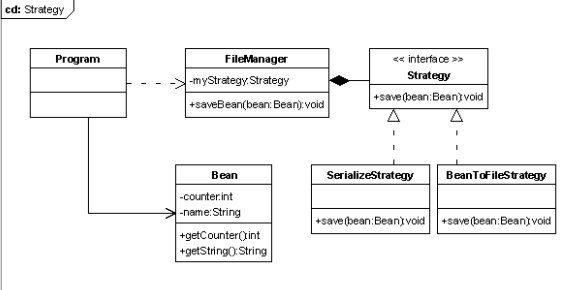 cd: Strategy
Program
FileManager
-myStrategy:Strategy
+saveBean(bean:Bean):void
<< interface >>
Strategy
+save(bean:Bean):void
Bean
-counter:int
-name:String
+getCounter():int
+getString():String
SerializeStrategy
+save(bean:Bean):void
BeanToFileStrategy
+save(bean:Bean):void